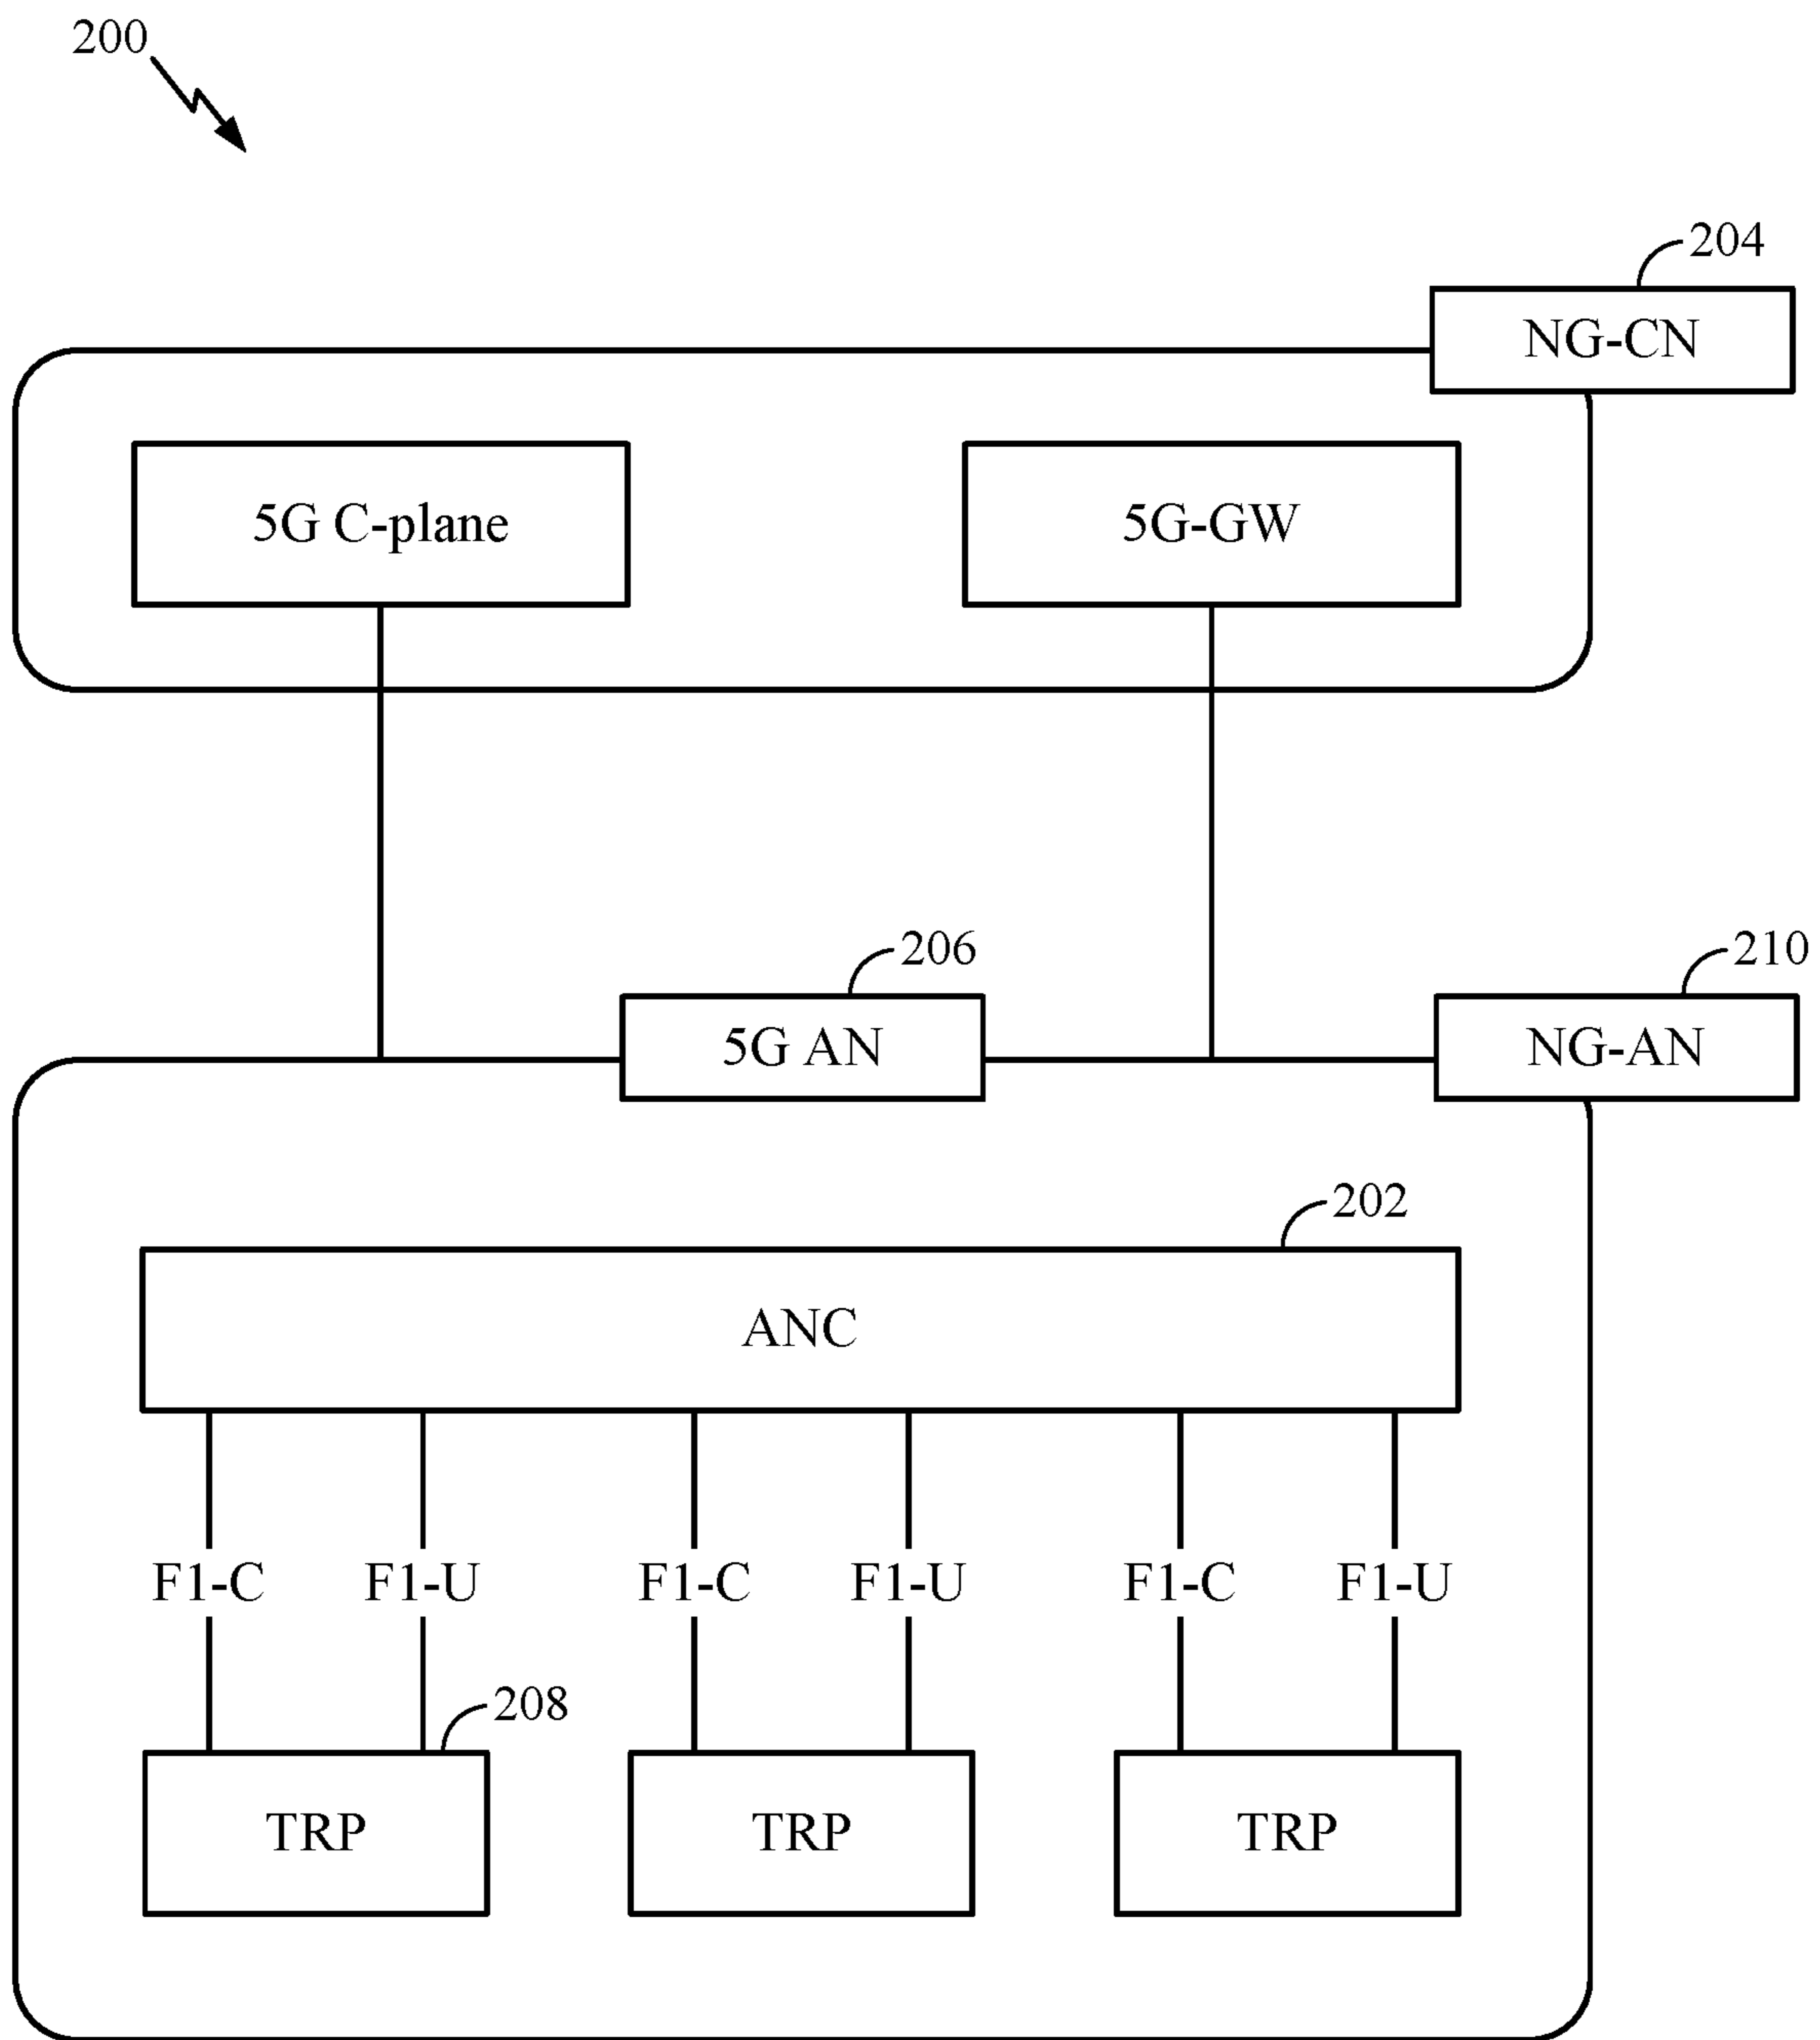 200
204
NG-CN
5G C-plane
5G-GW
206
210
5G AN
NG-AN
202
ANC
F1-C
F1-U
F1-C
F1-U
F1-C
F1-U
208
TRP
TRP
TRP